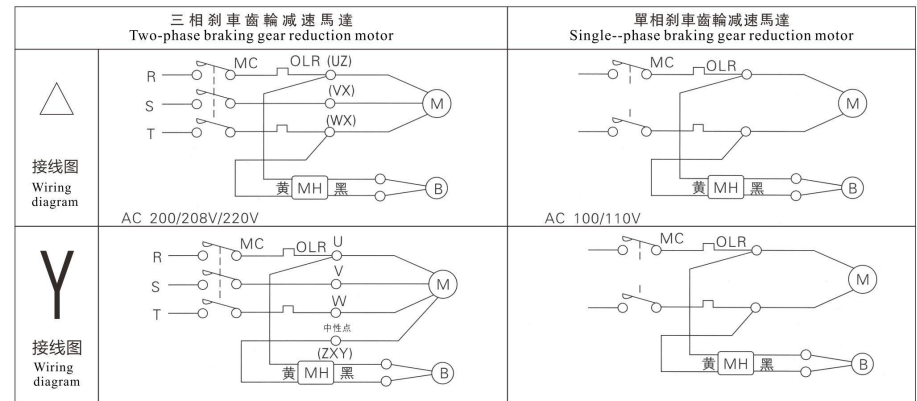 三相刹車齒輪减速馬達
Two-phase braking gear reduction motor
單相刹車齒輪减速馬達
Single--phase braking gear reduction motor
△
接线图
Wiring
diagram
R
MC
OLR
(UZ)
S
(VX)
T
(WX)
M
黄
MH
黑
B
AC 200/208V/220V
MC
OLR
M
黄
MH
黑
B
AC 100/110V
Y
接线图
Wiring
diagram
R
MC
OLR
U
S
V
T
W
M
中性点
(ZXY)
黄
MH
黑
B
MC
OLR
M
黄
MH
黑
B